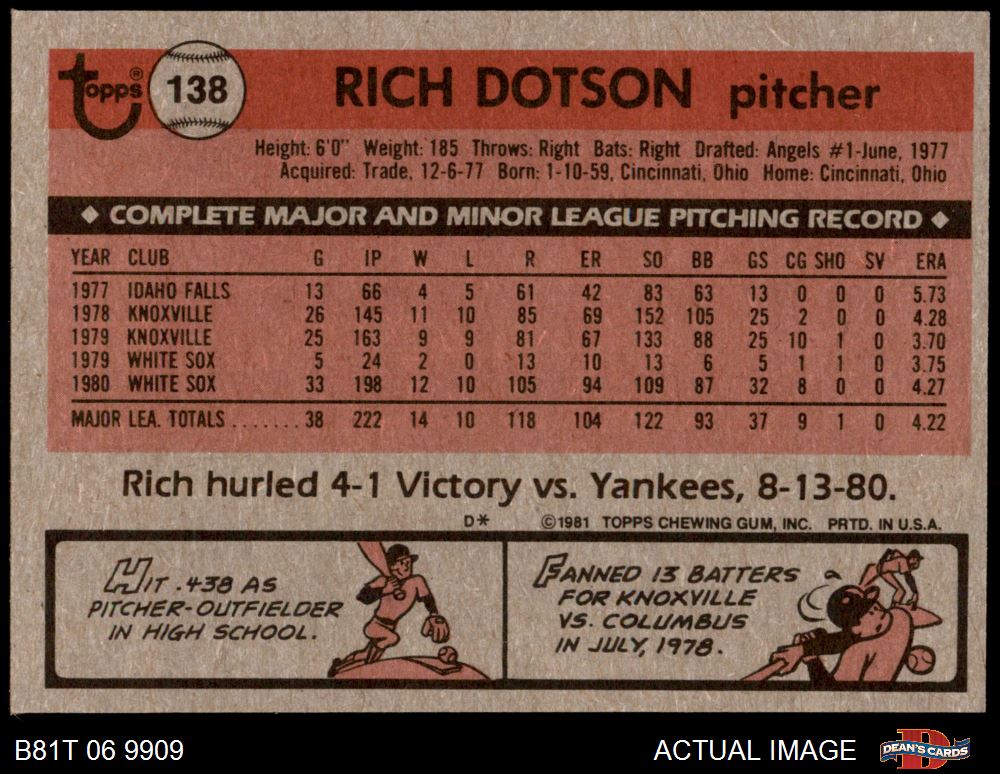 Topps® 138 RICH DOTSON pitcher
Height: 6'0" Weight: 185 Throws: Right Bats: Right Drafted: Angels #1-June, 1977
Acquired: Trade, 12-6-77 Born: 1-10-59, Cincinnati, Ohio Home: Cincinnati, Ohio
◆ COMPLETE MAJOR AND MINOR LEAGUE PITCHING RECORD ◆
YEAR CLUB G IP W L R ER SO BB GS CG SHO SV ERA
1977 IDAHO FALLS 13 66 4 5 61 42 83 63 13 0 0 0 5.73
1978 KNOXVILLE 26 145 11 10 85 69 152 105 25 2 0 0 4.28
1979 KNOXVILLE 25 163 9 9 81 67 133 88 25 10 1 0 3.70
1979 WHITE SOX 5 24 2 0 13 10 13 6 5 1 1 0 3.75
1980 WHITE SOX 33 198 12 10 105 94 109 87 32 8 0 0 4.27
MAJOR LEA. TOTALS ....... 38 222 14 10 118 104 122 93 37 9 1 0 4.22
Rich hurled 4-1 Victory vs. Yankees, 8-13-80.
D* ©1981 TOPPS CHEWING GUM, INC. PRTD. IN U.S.A.
HIT .438 AS
PITCHER-OUTFIELDER
IN HIGH SCHOOL.
FANNED 13 BATTERS
FOR KNOXVILLE
VS. COLUMBUS
IN JULY, 1978.
B81T 06 9909 ACTUAL IMAGE DEAN'S CARDS